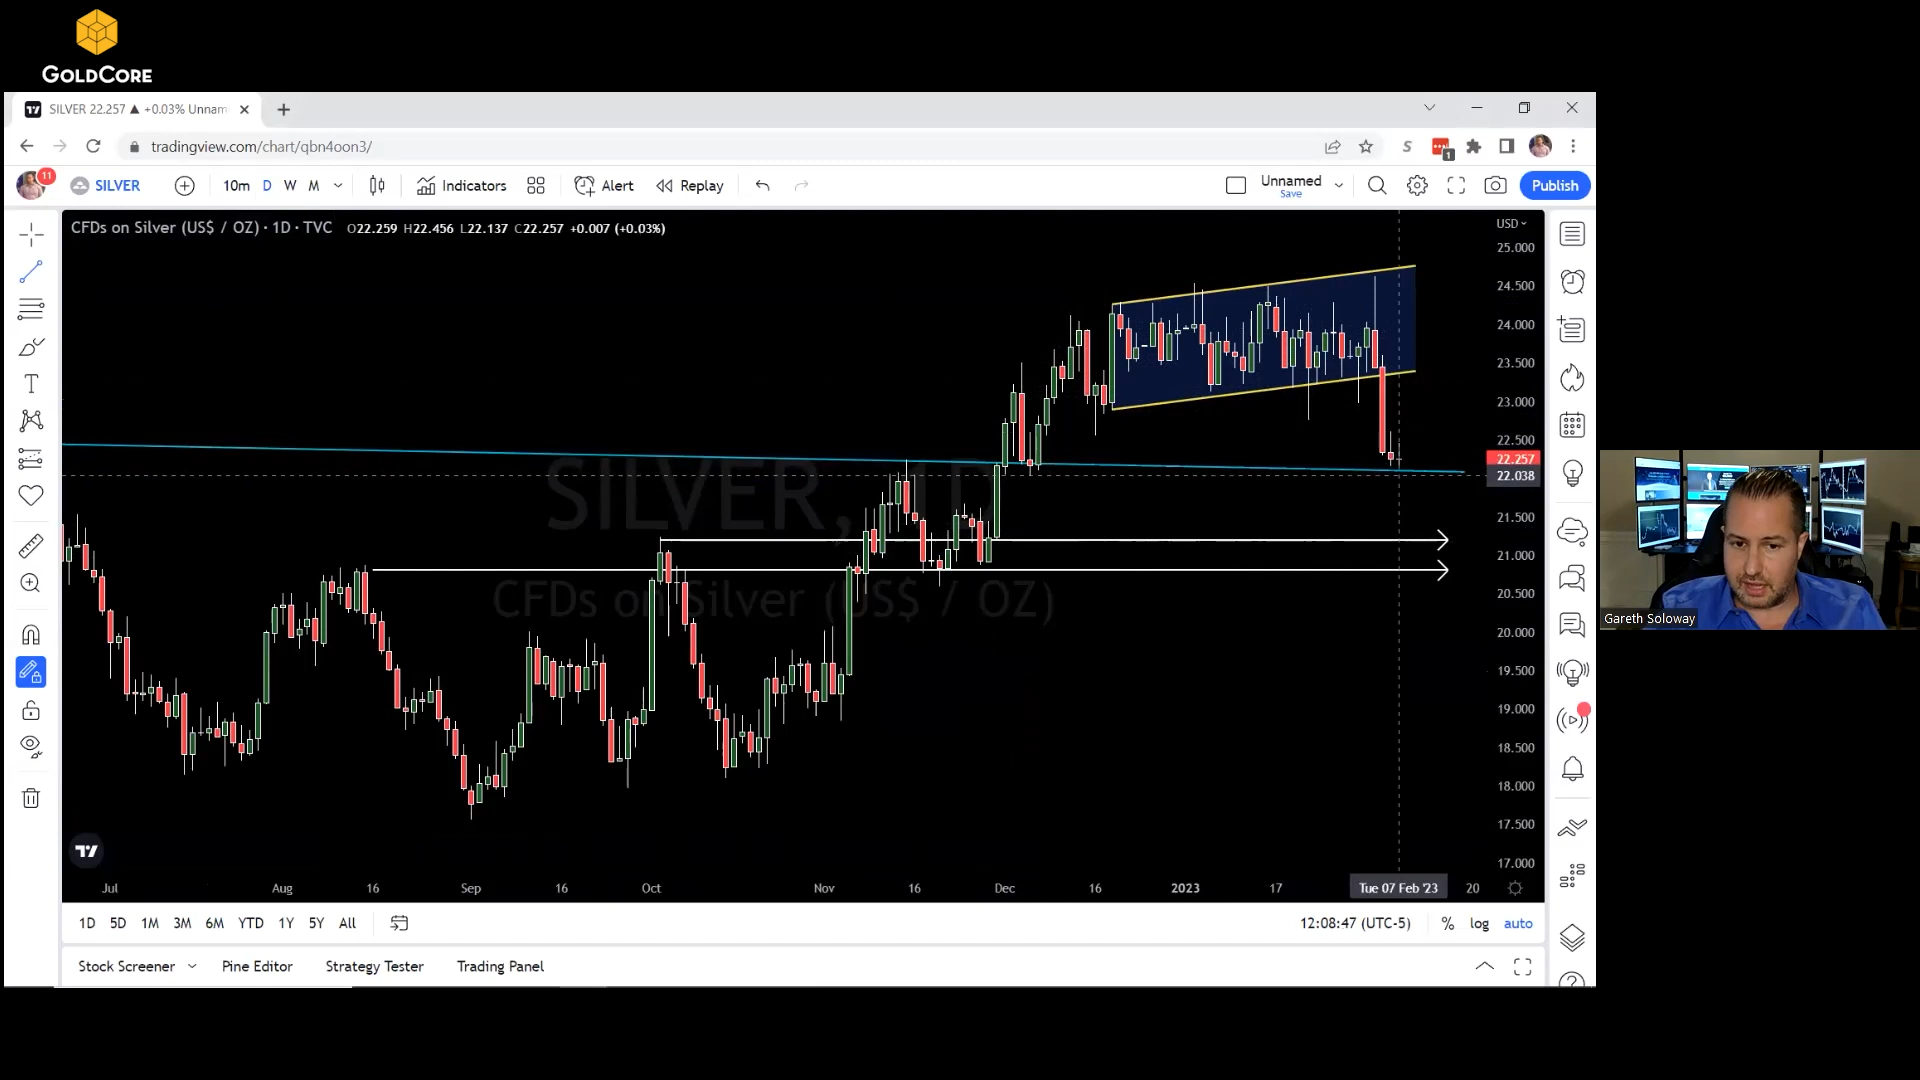 GOLDCORE
SILVER 22.257 ▲ +0.03% Unnam
tradingview.com/chart/qbn4oon3/
S
1
11
SILVER
10m D W M
Indicators
Alert
Replay
Unnamed
Save
Publish
CFDs on Silver (US$ / OZ) · 1D · TVC O22.259 H22.456 L22.137 C22.257 +0.007 (+0.03%)
USD
25.000
24.500
24.000
23.500
23.000
22.500
22.257
22.038
21.500
21.000
20.500
20.000
19.500
19.000
18.500
18.000
17.500
17.000
SILVER, 1D
CFDs on Silver (US$ / OZ)
Jul Aug 16 Sep 16 Oct Nov 16 Dec 16 2023 17 Tue 07 Feb '23 20
1D 5D 1M 3M 6M YTD 1Y 5Y All
12:08:47 (UTC-5) % log auto
Stock Screener Pine Editor Strategy Tester Trading Panel
Gareth Soloway